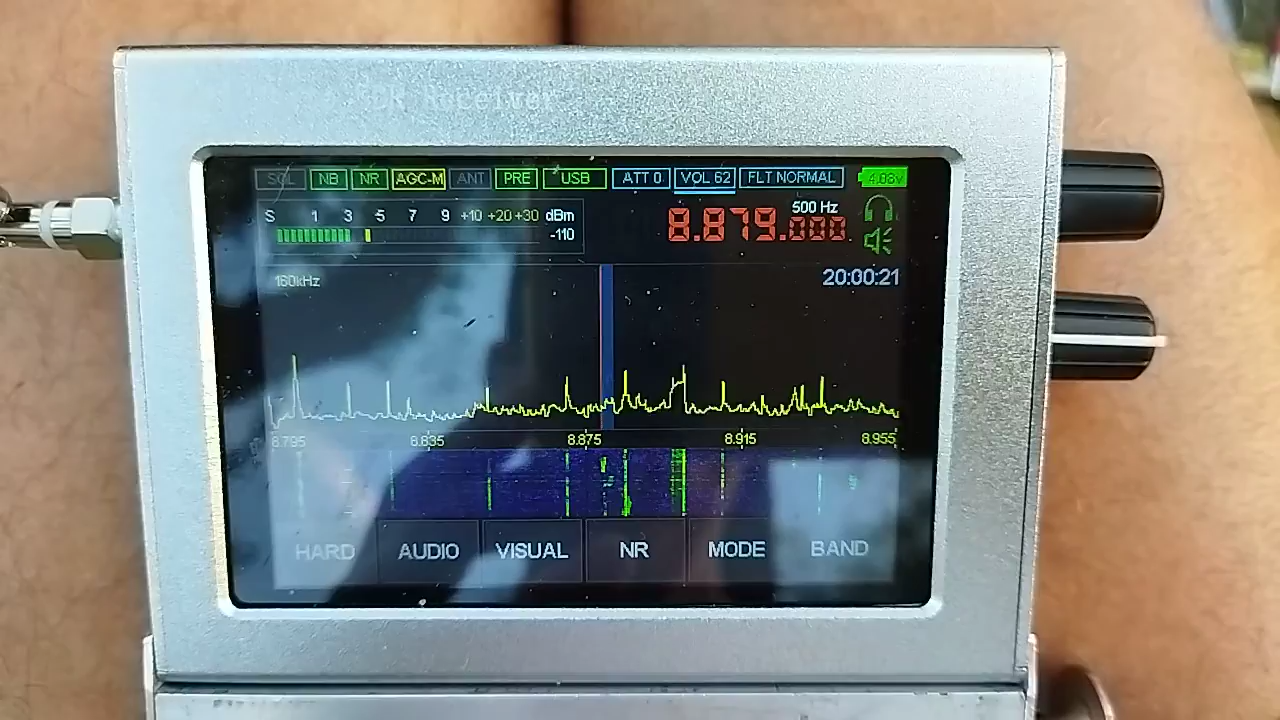 Receiver
SQL NB NR AGC-M ANT PRE USB ATT 0 VOL 62 FLT NORMAL 4.03v
S 1 3 5 7 9 +10 +20 +30 dBm
-110
500 Hz
8.879.000
160kHz
20:00:21
8.795 8.835 8.875 8.915 8.955
HARD AUDIO VISUAL NR MODE BAND